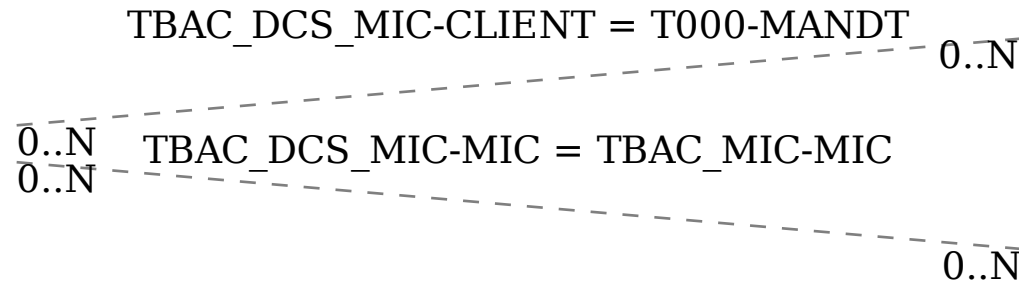 TBAC_DCS_MIC-CLIENT = T000-MANDT
0..N
0..N
TBAC_DCS_MIC-MIC = TBAC_MIC-MIC
0..N
0..N